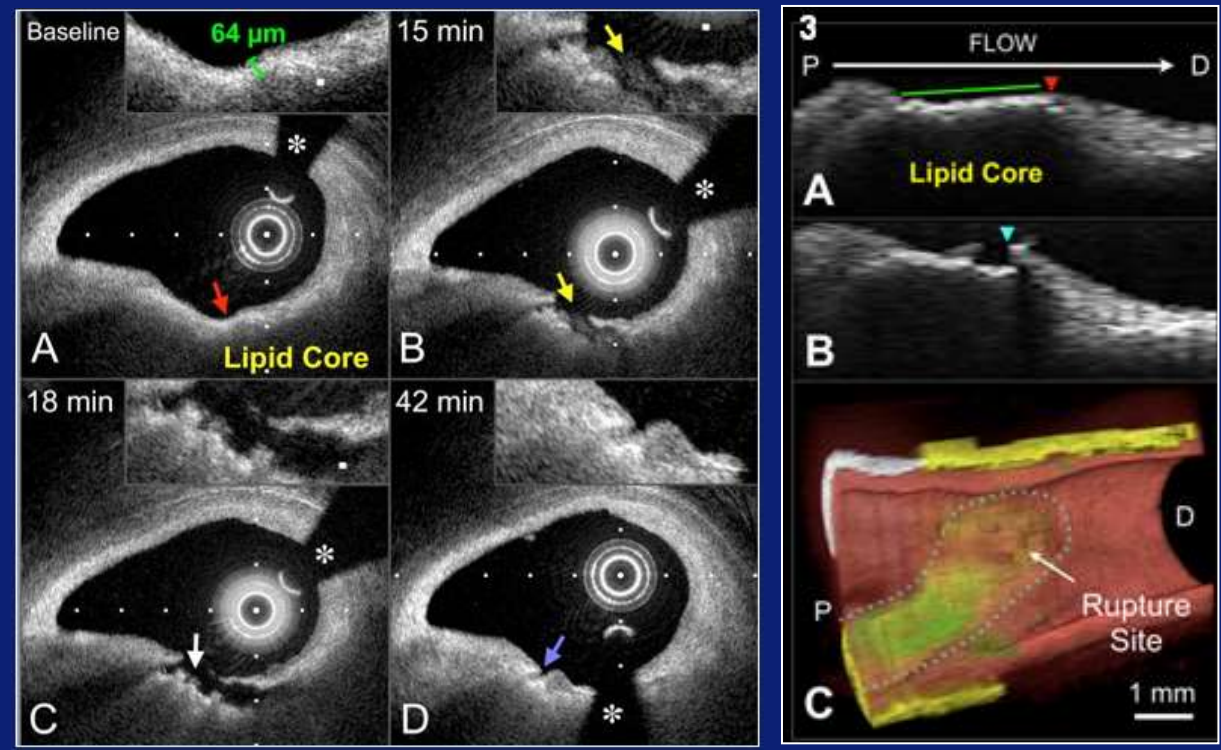 Baseline
64 µm
*
A
Lipid Core
15 min
*
B
18 min
*
C
42 min
*
D
3
FLOW
P D
Lipid Core
A
B
D
P
Rupture
Site
C
1 mm